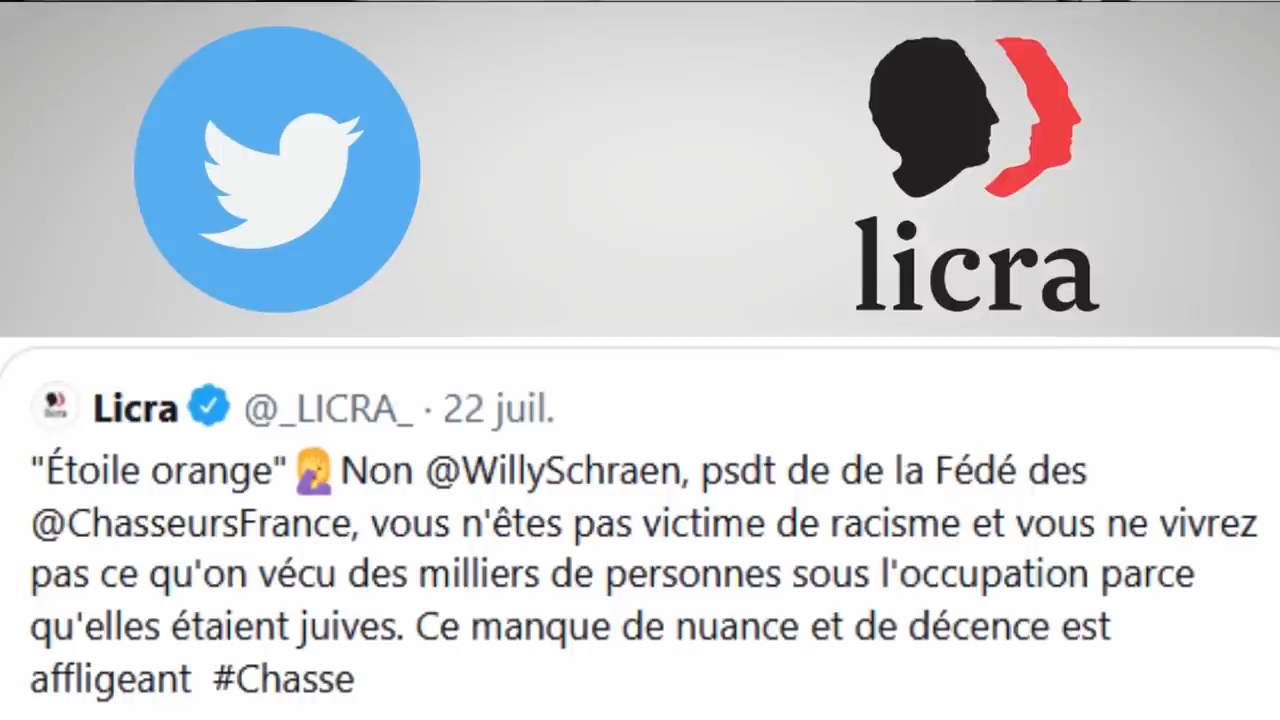 licra
Licra @_LICRA_ · 22 juil.
"Étoile orange" 🤦 Non @WillySchraen, psdt de de la Fédé des
@ChasseursFrance, vous n'êtes pas victime de racisme et vous ne vivrez
pas ce qu'on vécu des milliers de personnes sous l'occupation parce
qu'elles étaient juives. Ce manque de nuance et de décence est
affligeant #Chasse